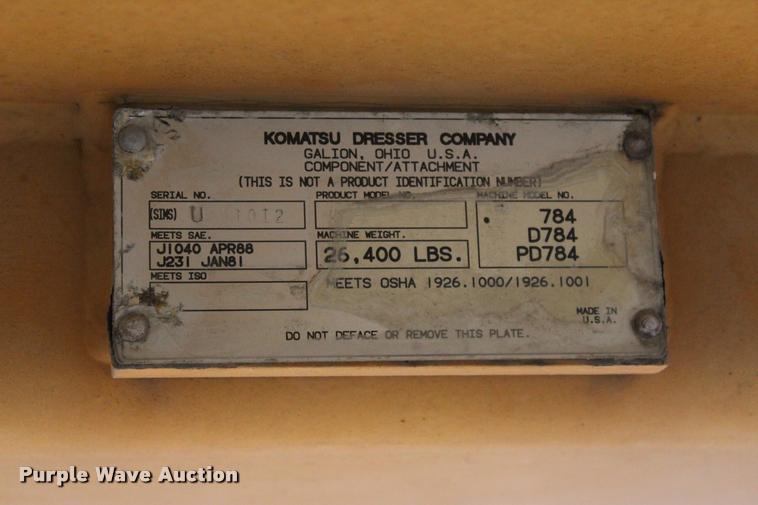 KOMATSU DRESSER COMPANY
GALION, OHIO U.S.A.
COMPONENT/ATTACHMENT
(THIS IS NOT A PRODUCT IDENTIFICATION NUMBER)
SERIAL NO. PRODUCT MODEL NO. MACHINE MODEL NO.
(SIMS) U 784
D784
PD784
MEETS SAE. MACHINE WEIGHT.
J1040 APR88
J231 JAN81
26,400 LBS.
MEETS ISO
MEETS OSHA 1926.1000/1926.1001
MADE IN
U.S.A.
DO NOT DEFACE OR REMOVE THIS PLATE.
Purple Wave Auction